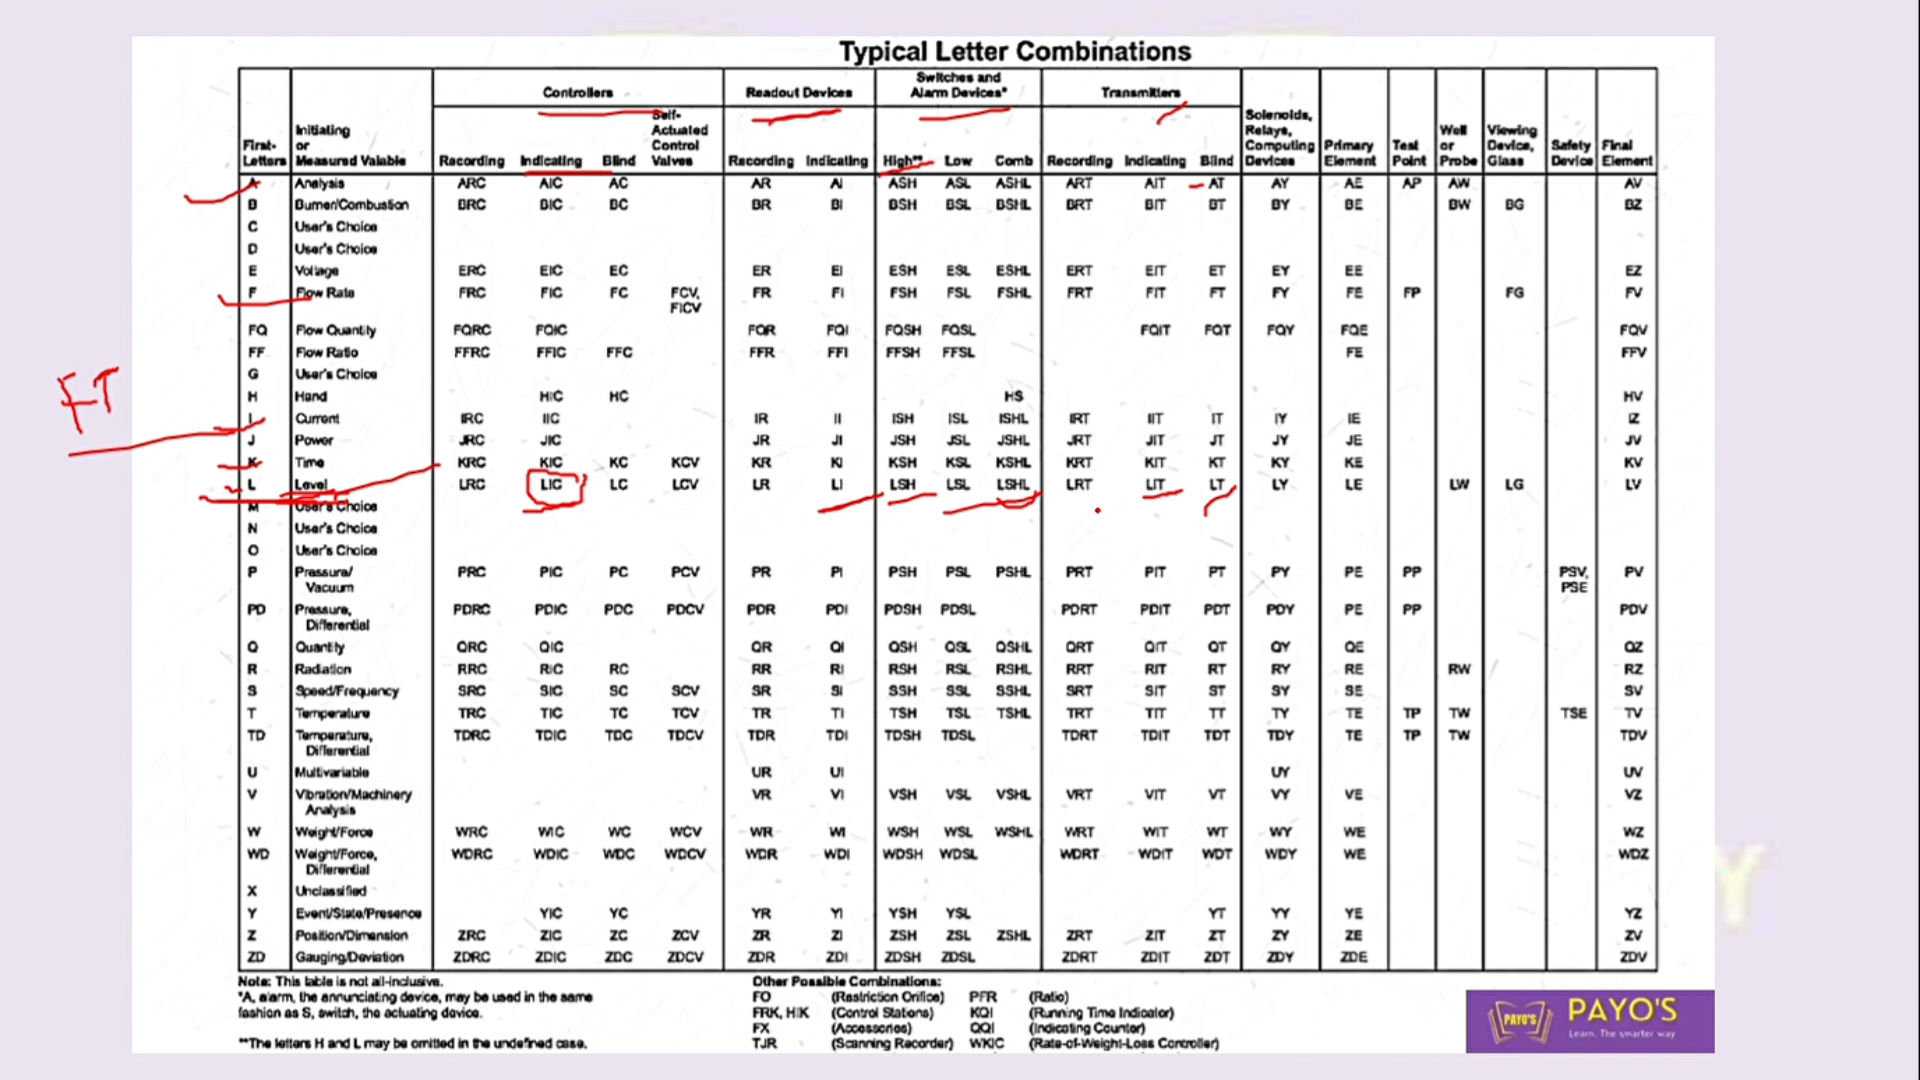 Typical Letter Combinations
Controllers Readout Devices Switches and Alarm Devices* Transmitters
First-Letters Initiating or Measured Valable Recording Indicating Blind Self-Actuated Control Valves Recording Indicating High** Low Comb Recording Indicating Blind Solenoids, Relays, Computing Devices Primary Element Test Point Well or Probe Viewing Device, Glass Safety Device Final Element
A Analysis ARC AIC AC AR AI ASH ASL ASHL ART AIT AT AY AE AP AW AV
B Burner/Combustion BRC BIC BC BR BI BSH BSL BSHL BRT BIT BT BY BE BW BG BZ
C User's Choice
D User's Choice
E Voltage ERC EIC EC ER EI ESH ESL ESHL ERT EIT ET EY EE EZ
F Flow Rate FRC FIC FC FCV, FICV FR FI FSH FSL FSHL FRT FIT FT FY FE FP FG FV
FQ Flow Quantity FQRC FQIC FQR FQI FQSH FQSL FQIT FQT FQY FQE FQV
FF Flow Ratio FFRC FFIC FFC FFR FFI FFSH FFSL FE FFV
G User's Choice
FT
H Hand HIC HC HS HV
I Current IRC IIC IR II ISH ISL ISHL IRT IIT IT IY IE IZ
J Power JRC JIC JR JI JSH JSL JSHL JRT JIT JT JY JE JV
K Time KRC KIC KC KCV KR KI KSH KSL KSHL KRT KIT KT KY KE KV
L Level LRC LIC LC LCV LR LI LSH LSL LSHL LRT LIT LT LY LE LW LG LV
M User's Choice
N User's Choice
O User's Choice
P Pressure/ Vacuum PRC PIC PC PCV PR PI PSH PSL PSHL PRT PIT PT PY PE PP PSV, PSE PV
PD Pressure, Differential PDRC PDIC PDC PDCV PDR PDI PDSH PDSL PDRT PDIT PDT PDY PE PP PDV
Q Quantity QRC QIC QR QI QSH QSL QSHL QRT QIT QT QY QE QZ
R Radiation RRC RIC RC RR RI RSH RSL RSHL RRT RIT RT RY RE RW RZ
S Speed/Frequency SRC SIC SC SCV SR SI SSH SSL SSHL SRT SIT ST SY SE SV
T Temperature TRC TIC TC TCV TR TI TSH TSL TSHL TRT TIT TT TY TE TP TW TSE TV
TD Temperature, Differential TDRC TDIC TDC TDCV TDR TDI TDSH TDSL TDRT TDIT TDT TDY TE TP TW TDV
U Multivariable UR UI UY UV
V Vibration/Machinery Analysis VR VI VSH VSL VSHL VRT VIT VT VY VE VZ
W Weight/Force WRC WIC WC WCV WR WI WSH WSL WSHL WRT WIT WT WY WE WZ
WD Weight/Force, Differential WDRC WDIC WDC WDCV WDR WDI WDSH WDSL WDRT WDIT WDT WDY WE WDZ
X Unclassified
Y Event/State/Presence YIC YC YR YI YSH YSL YT YY YE YZ
Z Position/Dimension ZRC ZIC ZC ZCV ZR ZI ZSH ZSL ZSHL ZRT ZIT ZT ZY ZE ZV
ZD Gauging/Deviation ZDRC ZDIC ZDC ZDCV ZDR ZDI ZDSH ZDSL ZDRT ZDIT ZDT ZDY ZDE ZDV
Note: This table is not all-inclusive.
*A, alarm, the annunciating device, may be used in the same
fashion as S, switch, the actuating device.
**The letters H and L may be omitted in the undefined case.
Other Possible Combinations:
FO (Restriction Orifice) PFR (Ratio)
FRK, HIK (Control Stations) KQI (Running Time Indicator)
FX (Accessories) QQI (Indicating Counter)
TJR (Scanning Recorder) WKIC (Rate-of-Weight-Loss Controller)
PAYO'S
PAYO'S
Learn. The smarter way